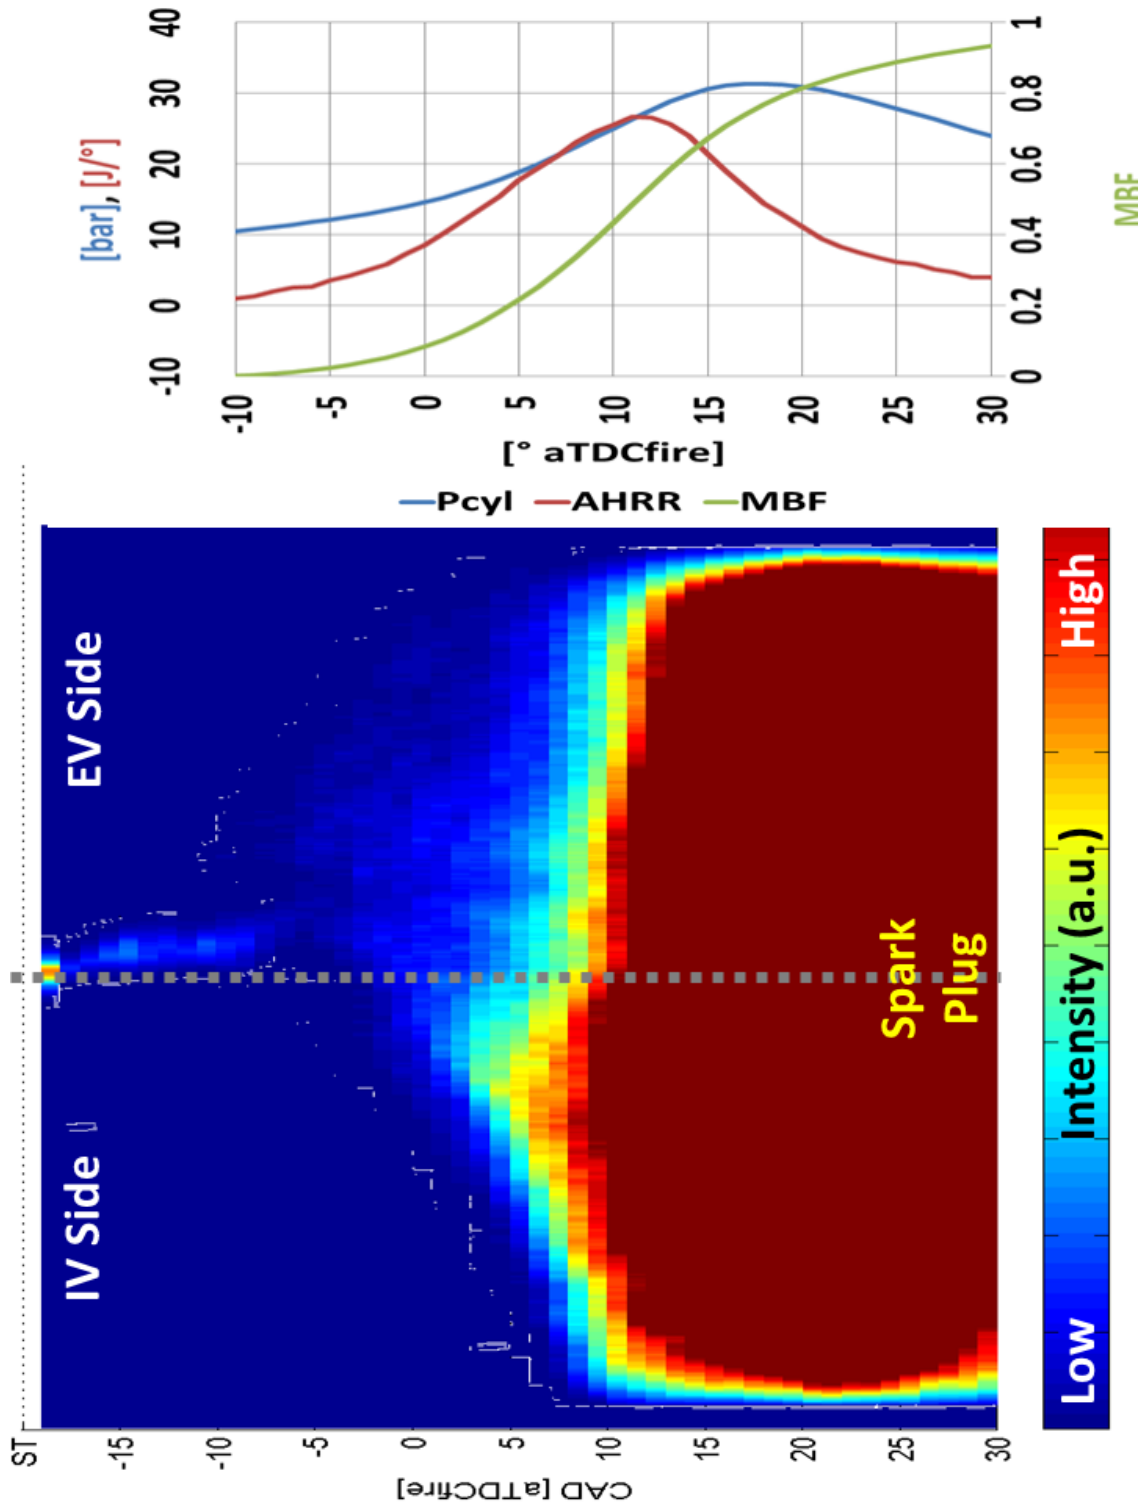 [bar], [J/°]
40
30
20
10
0
-10
1
0.8
0.6
0.4
0.2
0
MBF
-10
-5
0
5
10
15
20
25
30
[° aTDCfire]
Pcyl AHRR MBF
ST
-15
-10
-5
0
5
10
15
20
25
30
CAD [aTDCfire]
IV Side
EV Side
Spark
Plug
Low Intensity (a.u.) High